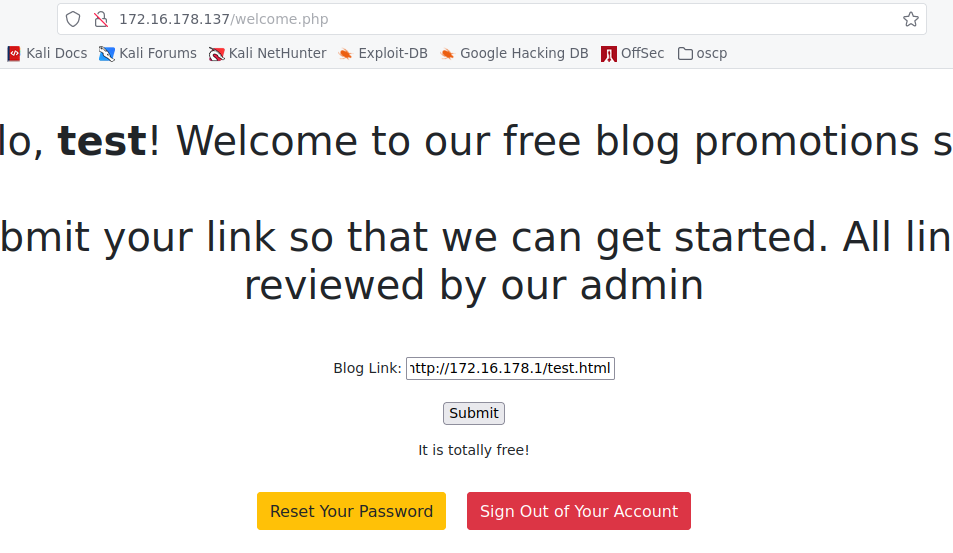 172.16.178.137/welcome.php
Kali Docs Kali Forums Kali NetHunter Exploit-DB Google Hacking DB OffSec oscp
lo, test! Welcome to our free blog promotions s
bmit your link so that we can get started. All lin
reviewed by our admin
Blog Link: http://172.16.178.1/test.html
Submit
It is totally free!
Reset Your Password Sign Out of Your Account